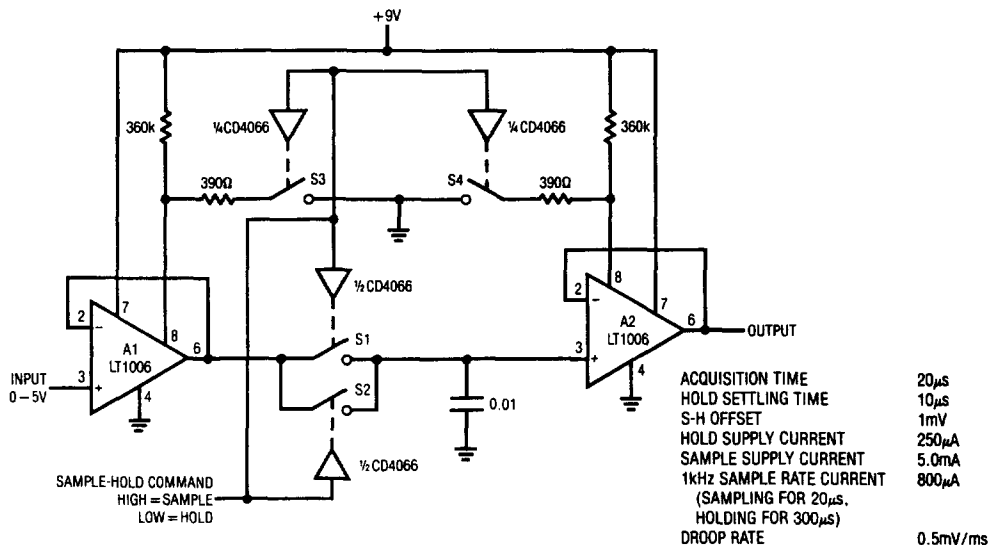 +9V
360k
¼CD4066
¼CD4066
360k
390Ω
S3
S4
390Ω
½CD4066
2
7
8
6
A1
LT1006
3
4
INPUT
0–5V
S1
S2
0.01
½CD4066
2
8
7
6
A2
LT1006
3
4
OUTPUT
SAMPLE-HOLD COMMAND
HIGH = SAMPLE
LOW = HOLD
ACQUISITION TIME 20µs
HOLD SETTLING TIME 10µs
S-H OFFSET 1mV
HOLD SUPPLY CURRENT 250µA
SAMPLE SUPPLY CURRENT 5.0mA
1kHz SAMPLE RATE CURRENT 800µA
(SAMPLING FOR 20µs,
HOLDING FOR 300µs)
DROOP RATE 0.5mV/ms